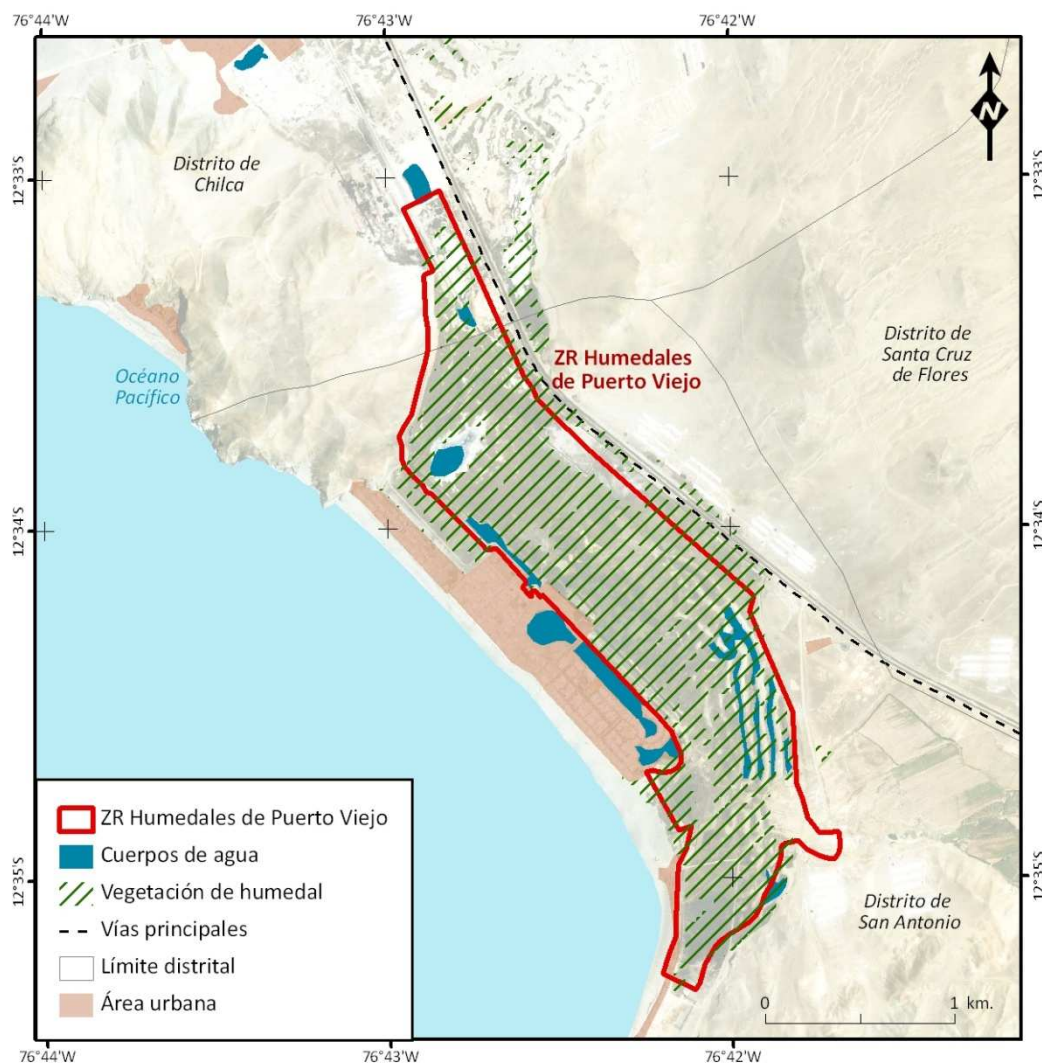 76°44'W
76°43'W
76°42'W
N
Distrito de
Chilca
12°33'S
12°33'S
Distrito de
Santa Cruz
de Flores
ZR Humedales
de Puerto Viejo
Océano
Pacífico
12°34'S
12°34'S
ZR Humedales de Puerto Viejo
Cuerpos de agua
Vegetación de humedal
Vías principales
Límite distrital
Área urbana
12°35'S
12°35'S
Distrito de
San Antonio
0 1 km.
76°44'W
76°43'W
76°42'W